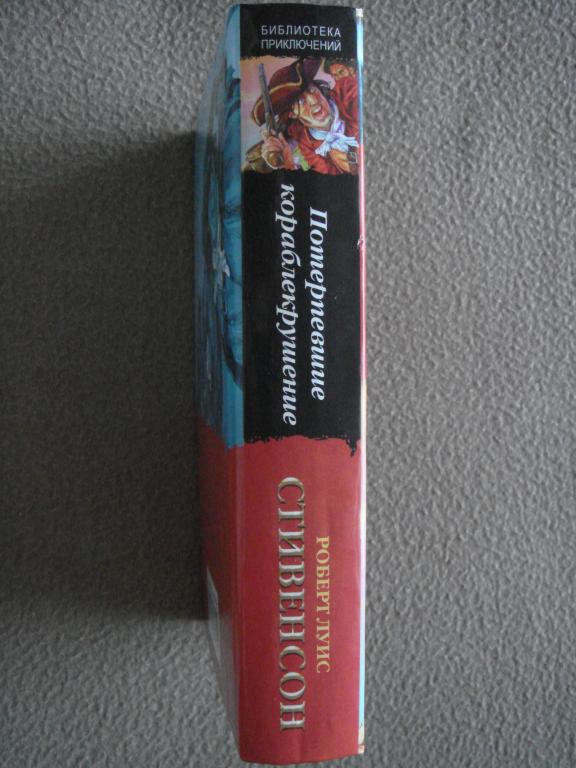 БИБЛИОТЕКА
ПРИКЛЮЧЕНИЙ
Потерпевшие
кораблекрушение
РОБЕРТ ЛУИС
СТИВЕНСОН